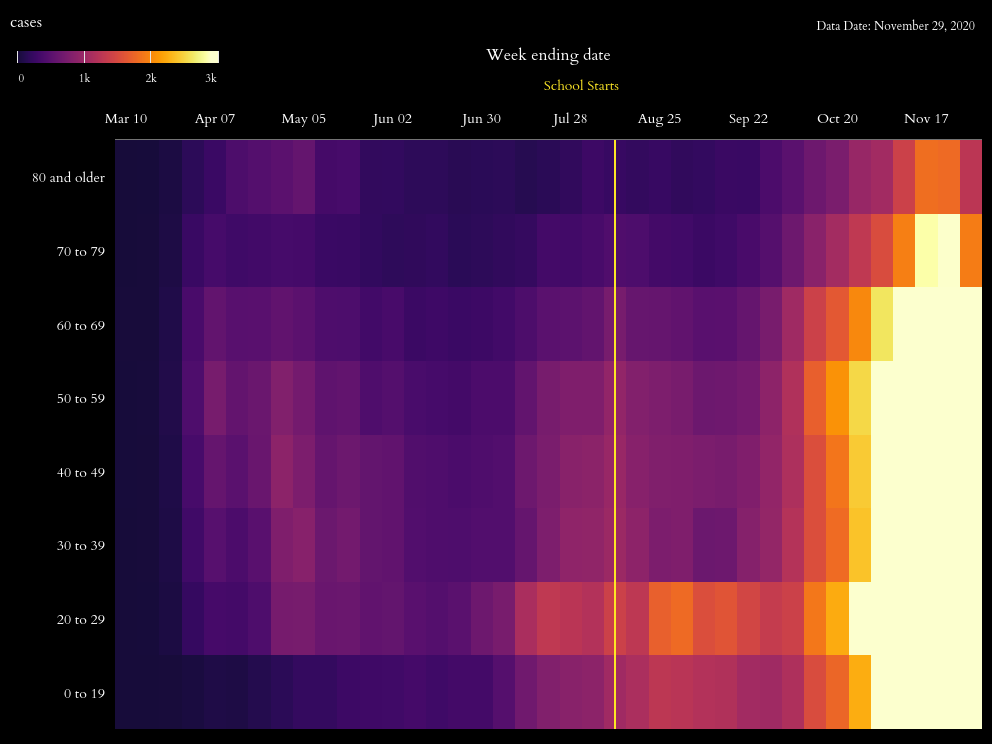 cases
Data Date: November 29, 2020
0 1k 2k 3k
Week ending date
School Starts
Mar 10 Apr 07 May 05 Jun 02 Jun 30 Jul 28 Aug 25 Sep 22 Oct 20 Nov 17
80 and older
70 to 79
60 to 69
50 to 59
40 to 49
30 to 39
20 to 29
0 to 19